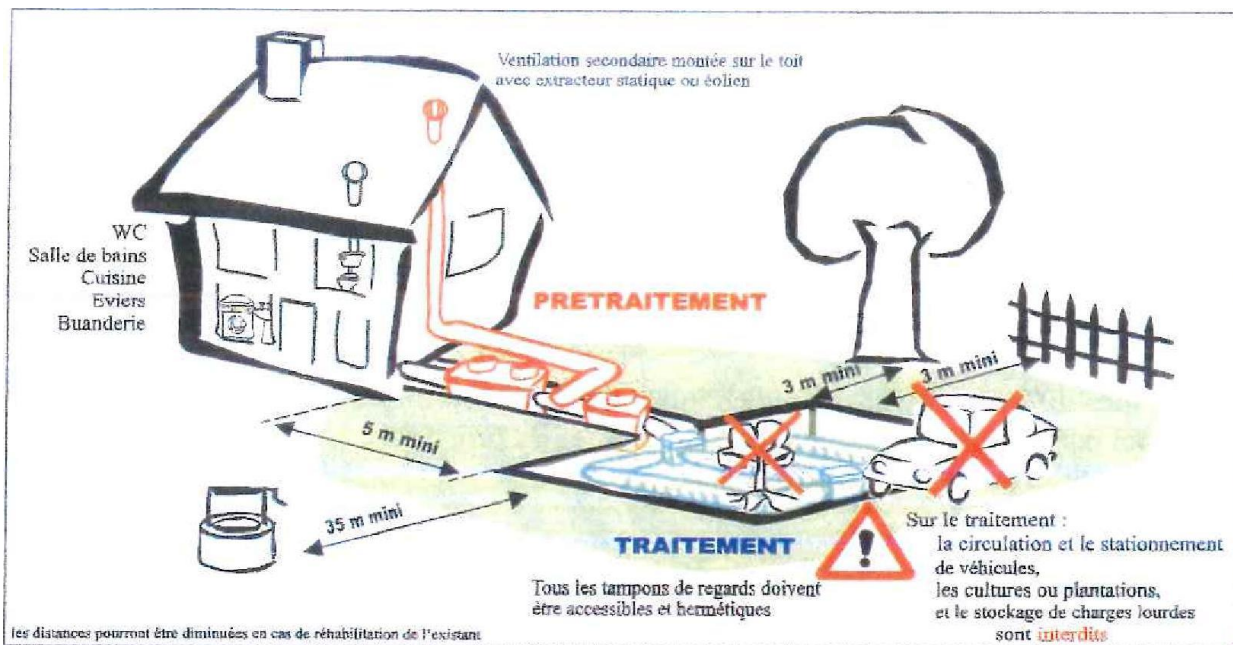 Ventilation secondaire montée sur le toit
avec extracteur statique ou éolien
WC
Salle de bains
Cuisine
Eviers
Buanderie
PRETRAITEMENT
3 m mini
3 m mini
5 m mini
35 m mini
TRAITEMENT
Tous les tampons de regards doivent
être accessibles et hermétiques
Sur le traitement :
la circulation et le stationnement
de véhicules,
les cultures ou plantations,
et le stockage de charges lourdes
sont interdits
les distances pourront être diminuées en cas de réhabilitation de l'existant